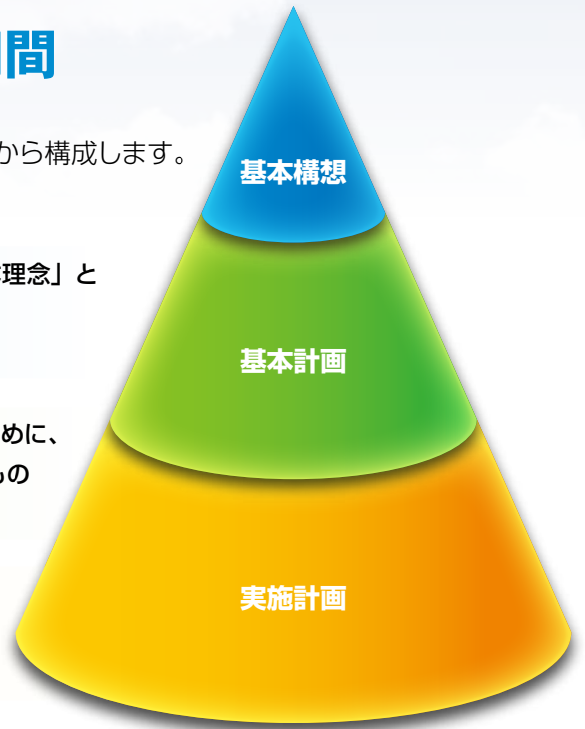 間
から構成します。
基本構想
理念」と
基本計画
めに、
もの
実施計画